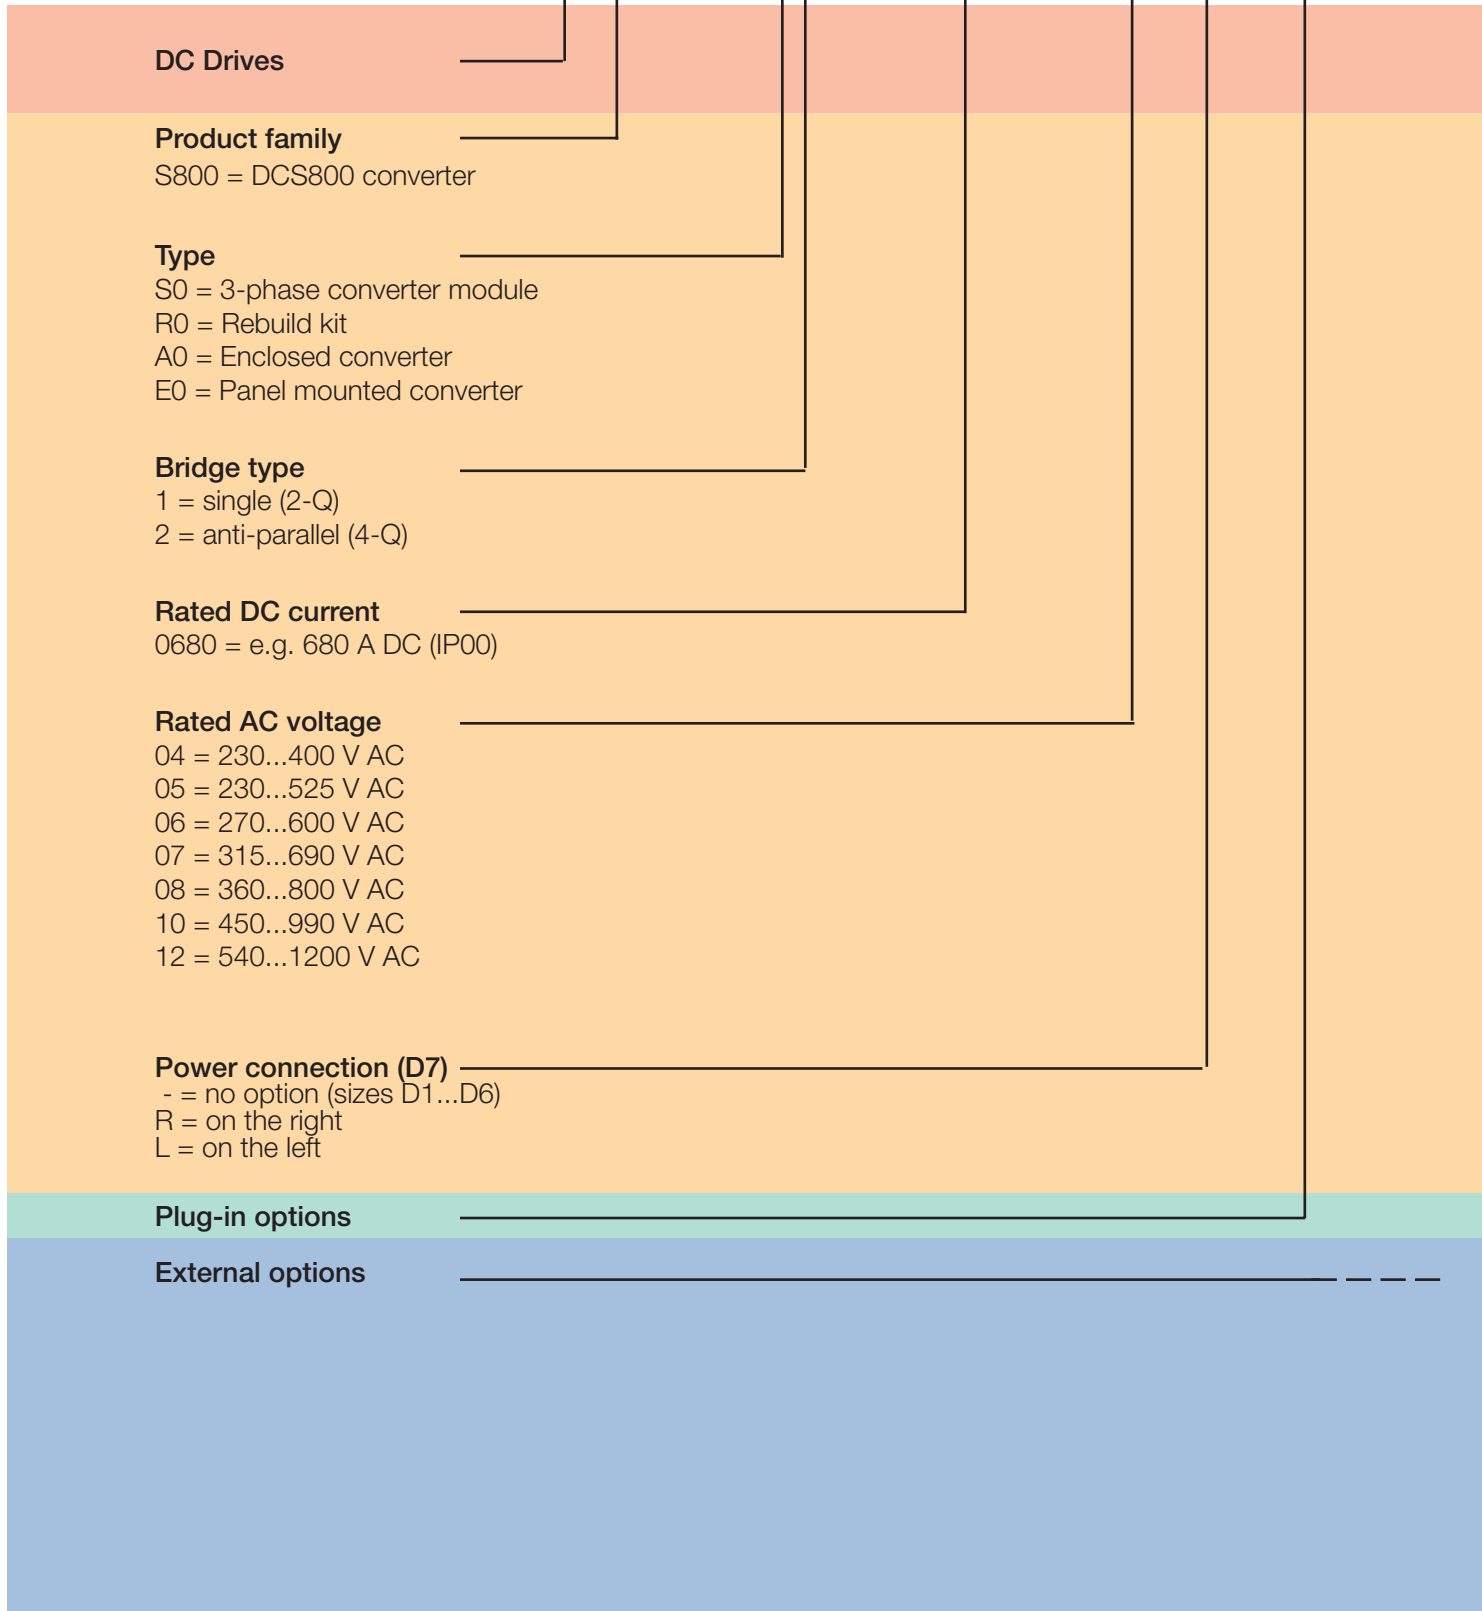 DC Drives
Product family
S800 = DCS800 converter
Type
S0 = 3-phase converter module
R0 = Rebuild kit
A0 = Enclosed converter
E0 = Panel mounted converter
Bridge type
1 = single (2-Q)
2 = anti-parallel (4-Q)
Rated DC current
0680 = e.g. 680 A DC (IP00)
Rated AC voltage
04 = 230...400 V AC
05 = 230...525 V AC
06 = 270...600 V AC
07 = 315...690 V AC
08 = 360...800 V AC
10 = 450...990 V AC
12 = 540...1200 V AC
Power connection (D7)
- = no option (sizes D1...D6)
R = on the right
L = on the left
Plug-in options
External options